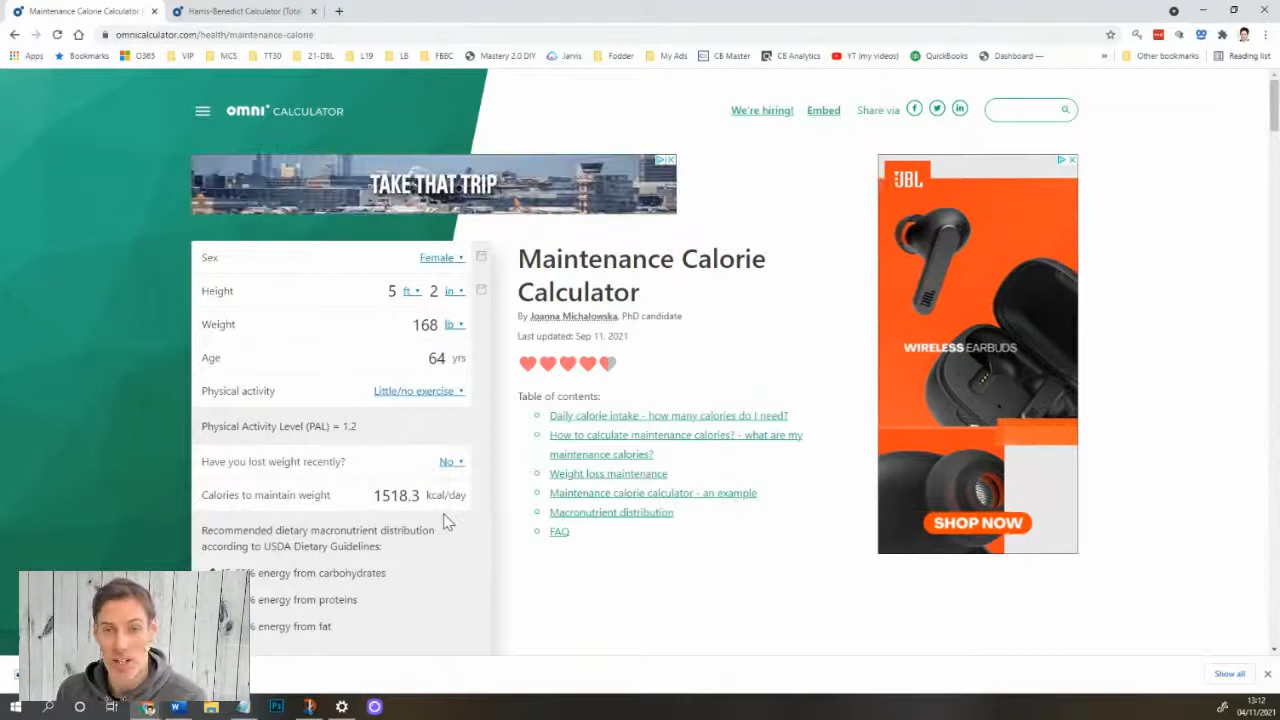 Maintenance Calorie Calculator
Harris-Benedict Calculator (Total
omnicalculator.com/health/maintenance-calorie
Apps
Bookmarks
O365
VIP
MCS
TT30
21-DBL
L19
LB
FBBC
Mastery 2.0 DIY
Jarvis
Fodder
My Ads
CB Master
CB Analytics
YT (my videos)
QuickBooks
Dashboard —
Other bookmarks
Reading list
omni CALCULATOR
We're hiring!
Embed
Share via
TAKE THAT TRIP
JBL
WIRELESS EARBUDS
SHOP NOW
Sex Female
Height 5 ft 2 in
Weight 168 lb
Age 64 yrs
Physical activity Little/no exercise
Physical Activity Level (PAL) = 1.2
Have you lost weight recently? No
Calories to maintain weight 1518.3 kcal/day
Recommended dietary macronutrient distribution
according to USDA Dietary Guidelines:
% energy from carbohydrates
% energy from proteins
% energy from fat
Maintenance Calorie
Calculator
By Joanna Michałowska, PhD candidate
Last updated: Sep 11, 2021
Table of contents:
Daily calorie intake - how many calories do I need?
How to calculate maintenance calories? - what are my
maintenance calories?
Weight loss maintenance
Maintenance calorie calculator - an example
Macronutrient distribution
FAQ
Show all
13:12
04/11/2021